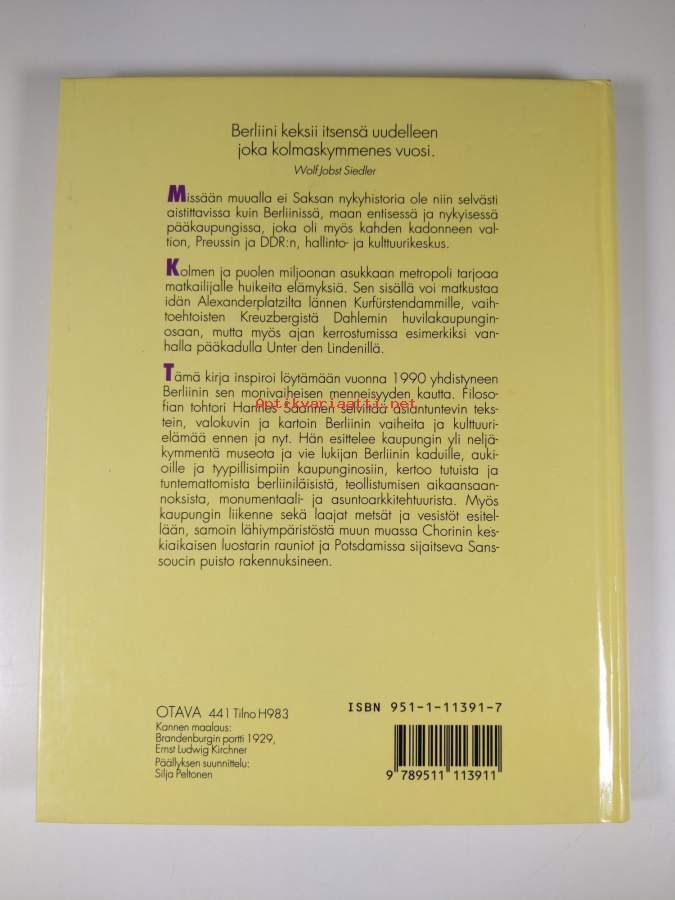 Berliini keksii itsensä uudelleen
joka kolmaskymmenes vuosi.
Wolf Jobst Siedler
Missään muualla ei Saksan nykyhistoria ole niin selvästi
aistittavissa kuin Berliinissä, maan entisessä ja nykyisessä
pääkaupungissa, joka oli myös kahden kadonneen val-
tion, Preussin ja DDR:n, hallinto- ja kulttuurikeskus.
Kolmen ja puolen miljoonan asukkaan metropoli tarjoaa
matkailijalle huikeita elämyksiä. Sen sisällä voi matkustaa
idän Alexanderplatzilta lännen Kurfürstendammille, vaih-
toehtoisten Kreuzbergistä Dahlemin huvilakaupungin-
osaan, mutta myös ajan kerrostumissa esimerkiksi van-
halla pääkadulla Unter den Lindenillä.
Tämä kirja inspiroi löytämään vuonna 1990 yhdistyneen
Berliinin sen monivaiheisen menneisyyden kautta. Filoso-
Antikvariaatti.net
fian tohtori Hannes Saarinen selvittää asiantuntevin teks-
tein, valokuvin ja kartoin Berliinin vaiheita ja kulttuuri-
elämää ennen ja nyt. Hän esittelee kaupungin yli neljä-
kymmentä museota ja vie lukijan Berliinin kaduille, auki-
oille ja tyypillisimpiin kaupunginosiin, kertoo tutuista ja
tuntemattomista berliiniläisistä, teollistumisen aikaansaan-
noksista, monumentaali- ja asuntoarkkitehtuurista. Myös
kaupungin liikenne sekä laajat metsät ja vesistöt esitel-
lään, samoin lähiympäristöstä muun muassa Chorinin kes-
kiaikaisen luostarin rauniot ja Potsdamissa sijaitseva Sans-
soucin puisto rakennuksineen.
OTAVA 441 Tilno H983
Kannen maalaus:
Brandenburgin portti 1929,
Ernst Ludwig Kirchner
Päällyksen suunnittelu:
Silja Peltonen
ISBN 951-1-11391-7
9 789511 113911